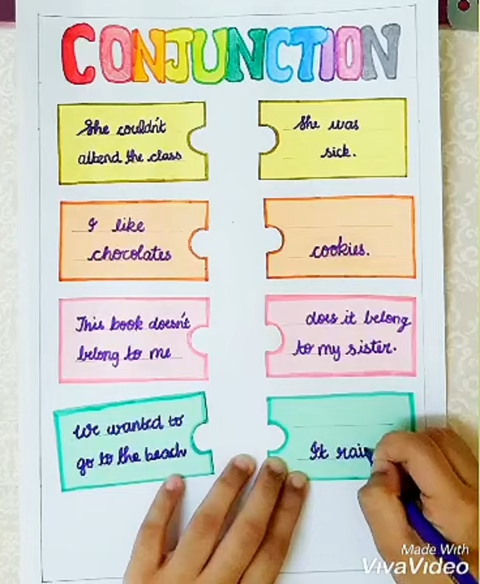 CONJUNCTION
She couldn't
attend the class
She was
sick.
I like
chocolates
cookies.
This book doesn't
belong to me
does it belong
to my sister.
We wanted to
go to the beach
It rain
Made With
VivaVideo